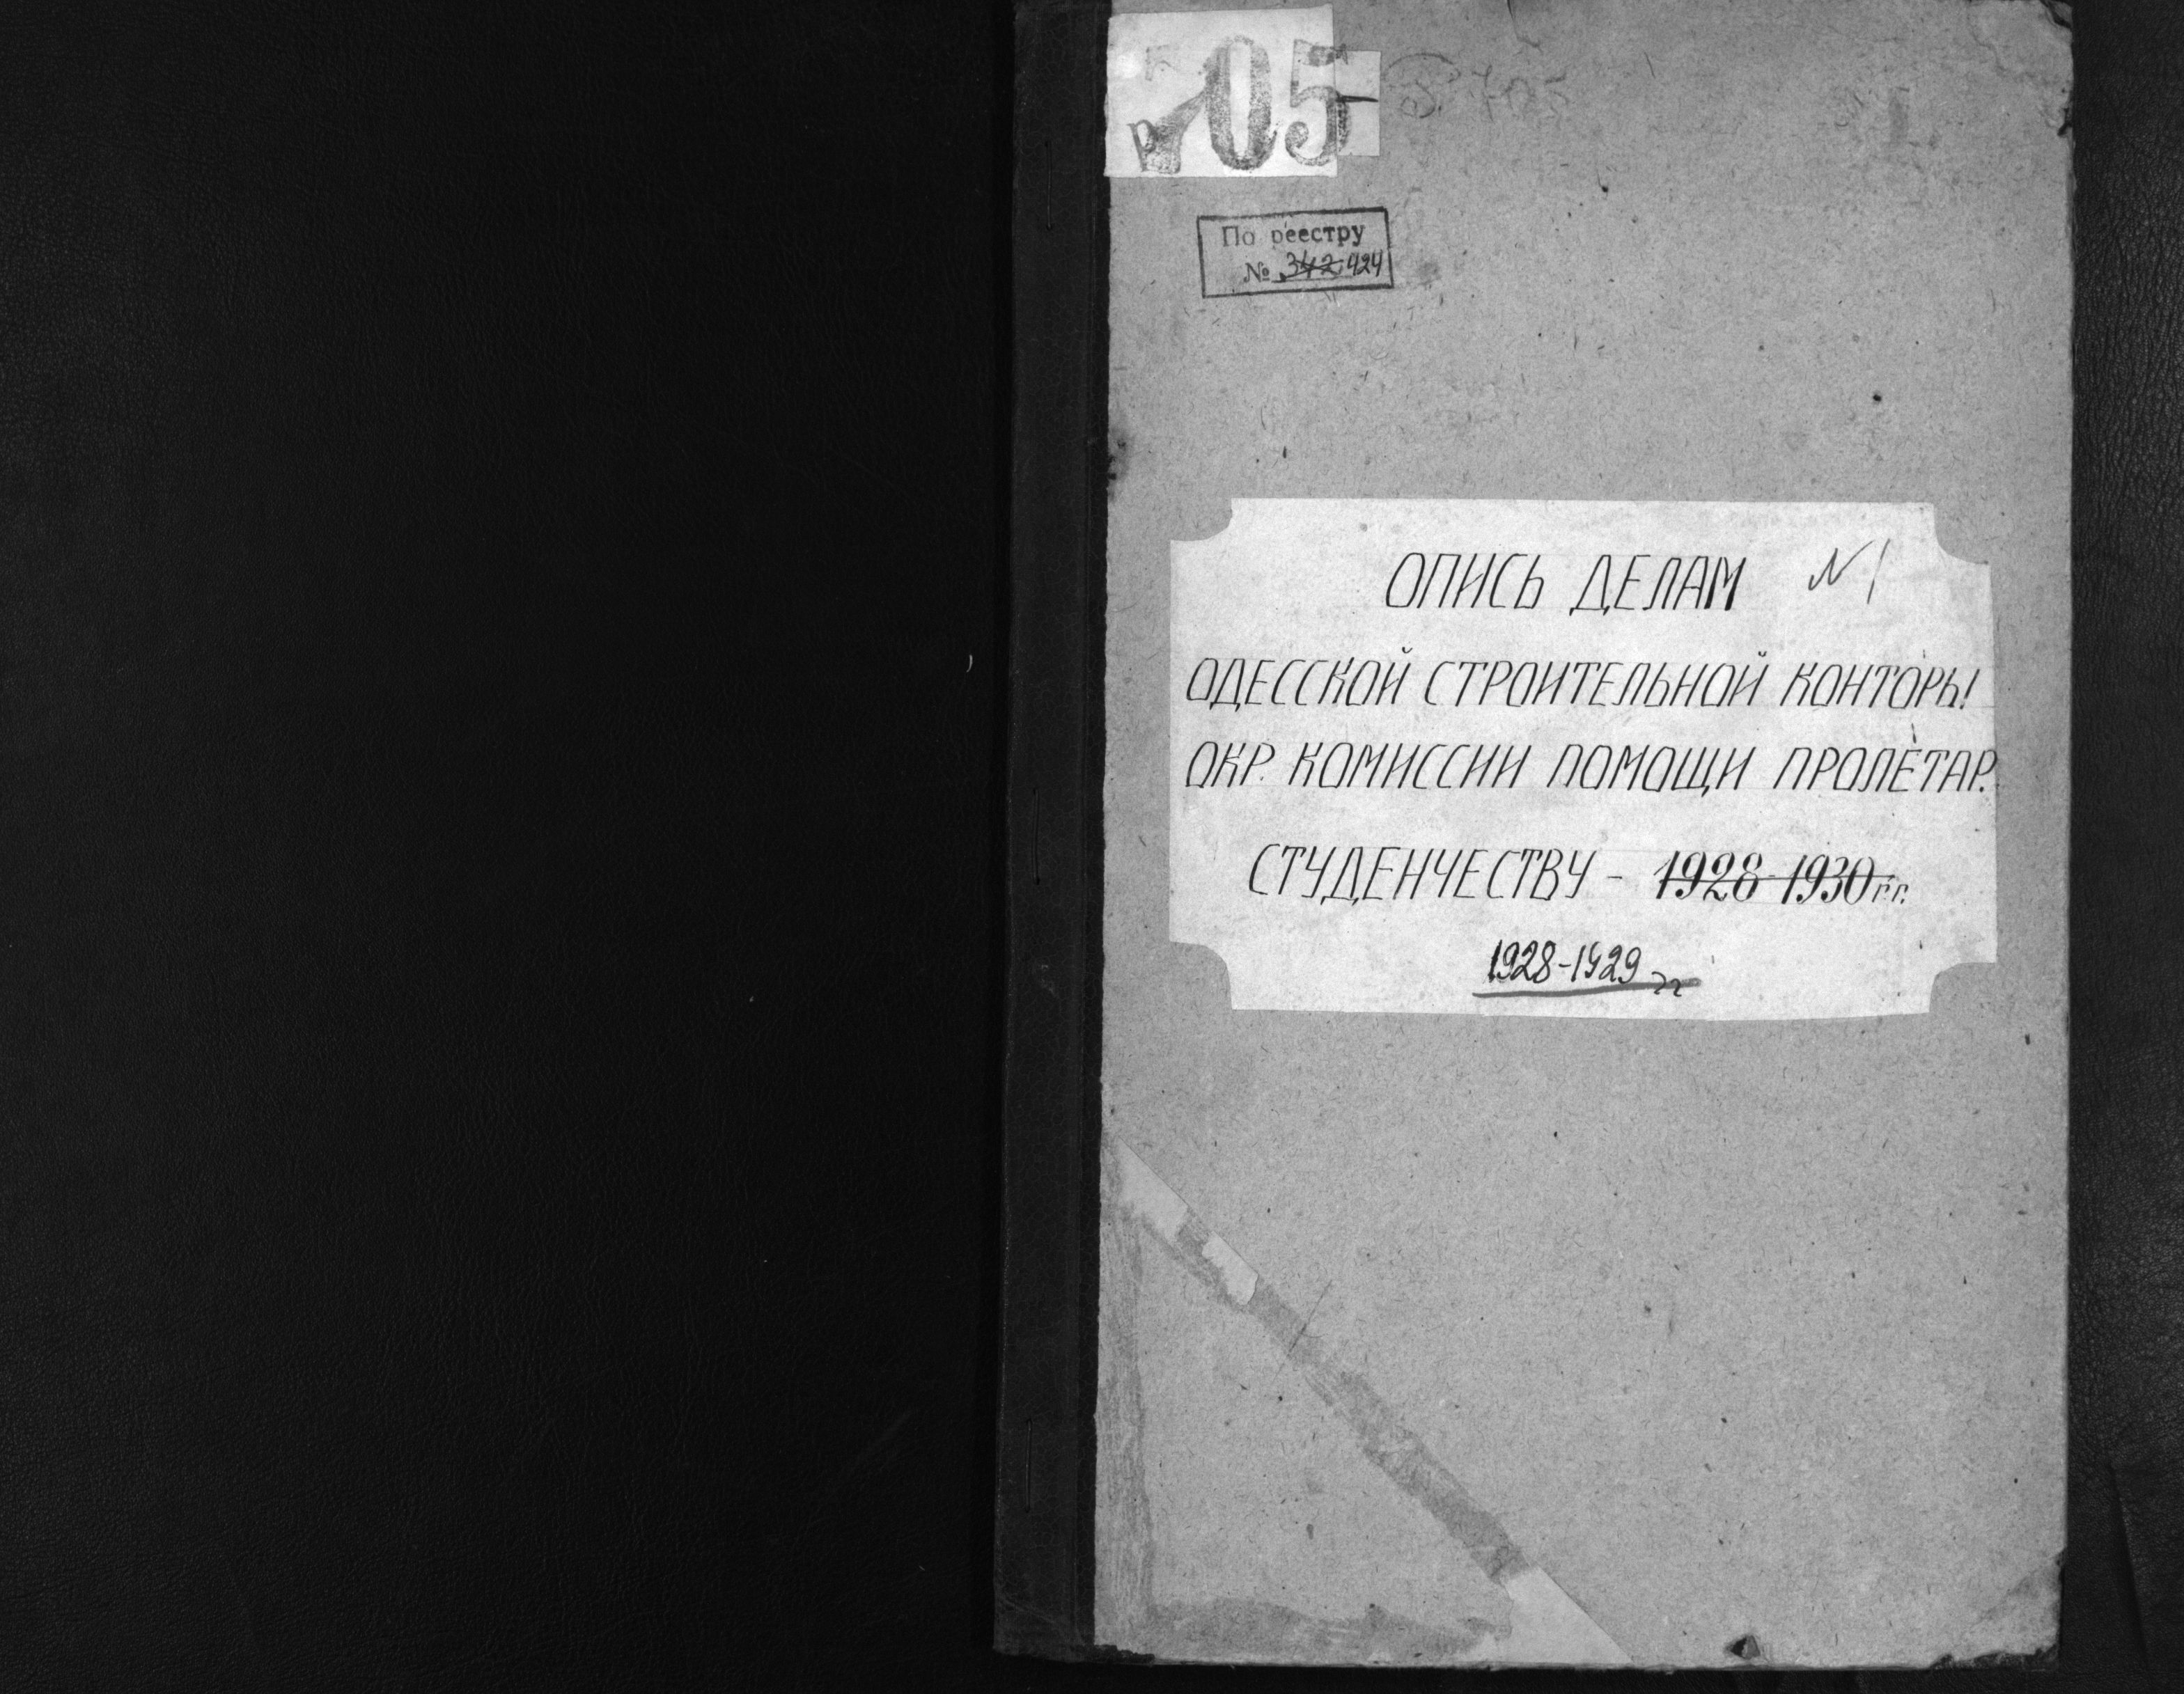 р 705
По реестру
№ 342 424
ОПИСЬ ДЕЛАМ №1
ОДЕССКОЙ СТРОИТЕЛЬНОЙ КОНТОРЫ
ОКР. КОМИССИИ ПОМОЩИ ПРОЛЕТАР.
СТУДЕНЧЕСТВУ - 1928-1930 г.г.
1928-1929 гг